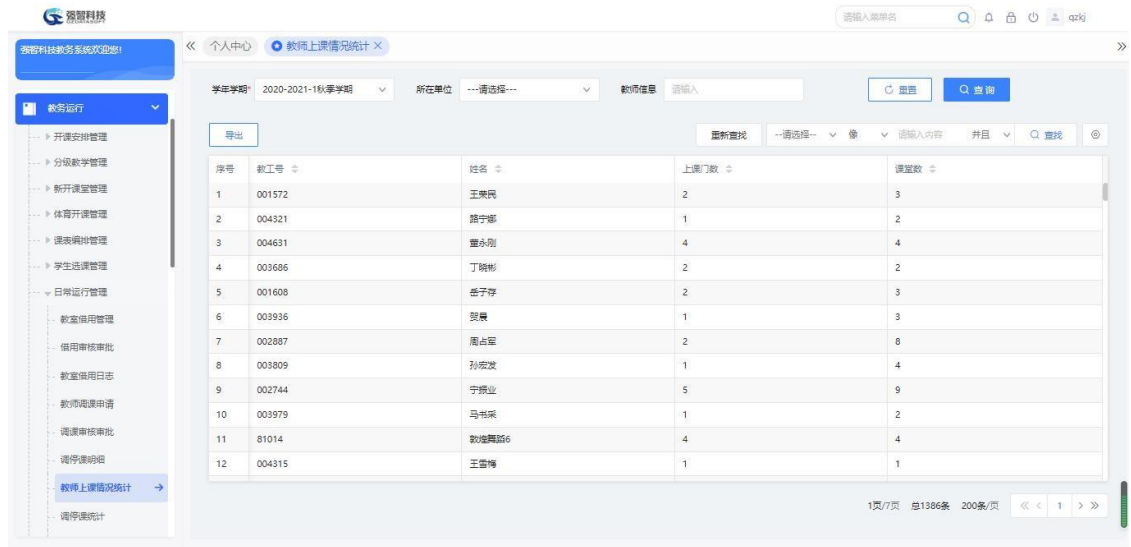 强智科技
QZDATASOFT
请输入菜单名
qzkj
强智科技教务系统欢迎您!
个人中心
教师上课情况统计
学年学期* 2020-2021-1秋季学期 所在单位 ---请选择--- 教师信息 请输入 重置 查 询
教务运行
开课安排管理
分级教学管理
新开课堂管理
体育开课管理
课表编排管理
学生选课管理
日常运行管理
教室借用管理
借用审核审批
教室借用日志
教师调课申请
调课审核审批
调停课明细
教师上课情况统计
调停课统计
导出 重新查找 --请选择-- 像 请输入内容 并且 查找
序号 教工号 姓名 上课门数 课堂数
1 001572 王荣民 2 3
2 004321 路宁娜 1 2
3 004631 董永刚 4 4
4 003686 丁晓彬 2 2
5 001608 岳子存 2 3
6 003936 贺晨 1 3
7 002887 周占军 2 8
8 003809 孙宏发 1 4
9 002744 宁掇业 5 9
10 003979 马书采 1 2
11 81014 敦煌舞蹈6 4 4
12 004315 王雪梅 1 1
1页/7页 总1386条 200条/页 1